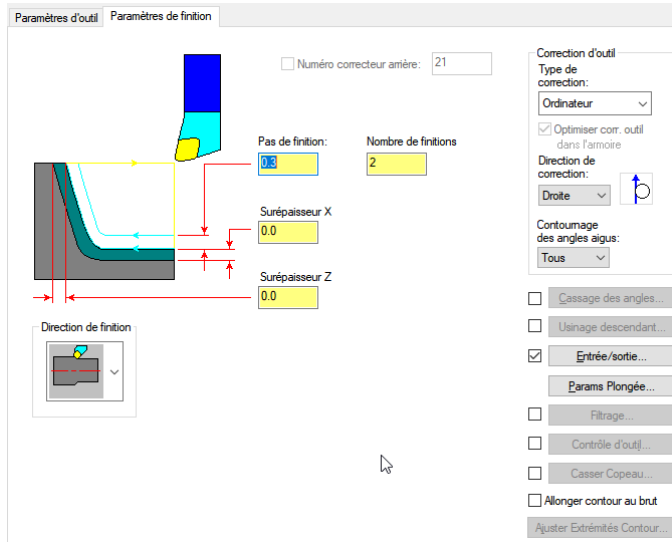 Paramètres d'outil
Paramètres de finition
Numéro correcteur arrière:
21
Pas de finition:
0.3
Nombre de finitions
2
Surépaisseur X
0.0
Surépaisseur Z
0.0
Direction de finition
Correction d'outil
Type de
correction:
Ordinateur
Optimiser corr. outil
dans l'armoire
Direction de
correction:
Droite
Contournage
des angles aigus:
Tous
Cassage des angles...
Usinage descendant...
Entrée/sortie...
Params Plongée...
Filtrage...
Contrôle d'outil...
Casser Copeau...
Allonger contour au brut
Ajuster Extrémités Contour...